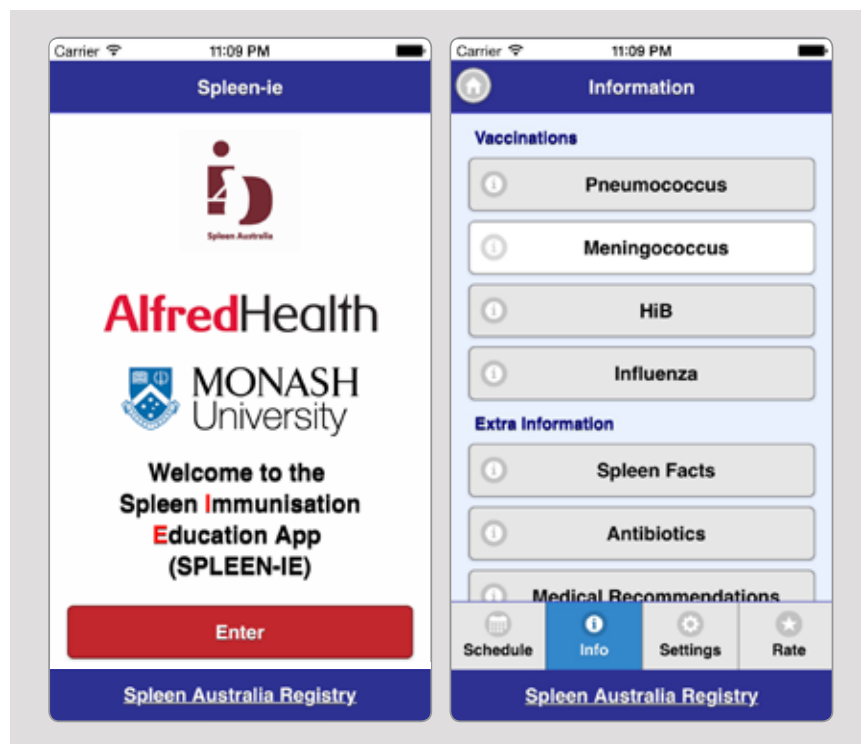 Carrier 11:09 PM
Spleen-ie
Spleen Australia
AlfredHealth
MONASH
University
Welcome to the
Spleen Immunisation
Education App
(SPLEEN-IE)
Enter
Spleen Australia Registry
Carrier 11:09 PM
Information
Vaccinations
Pneumococcus
Meningococcus
HiB
Influenza
Extra Information
Spleen Facts
Antibiotics
Medical Recommendations
Schedule Info Settings Rate
Spleen Australia Registry